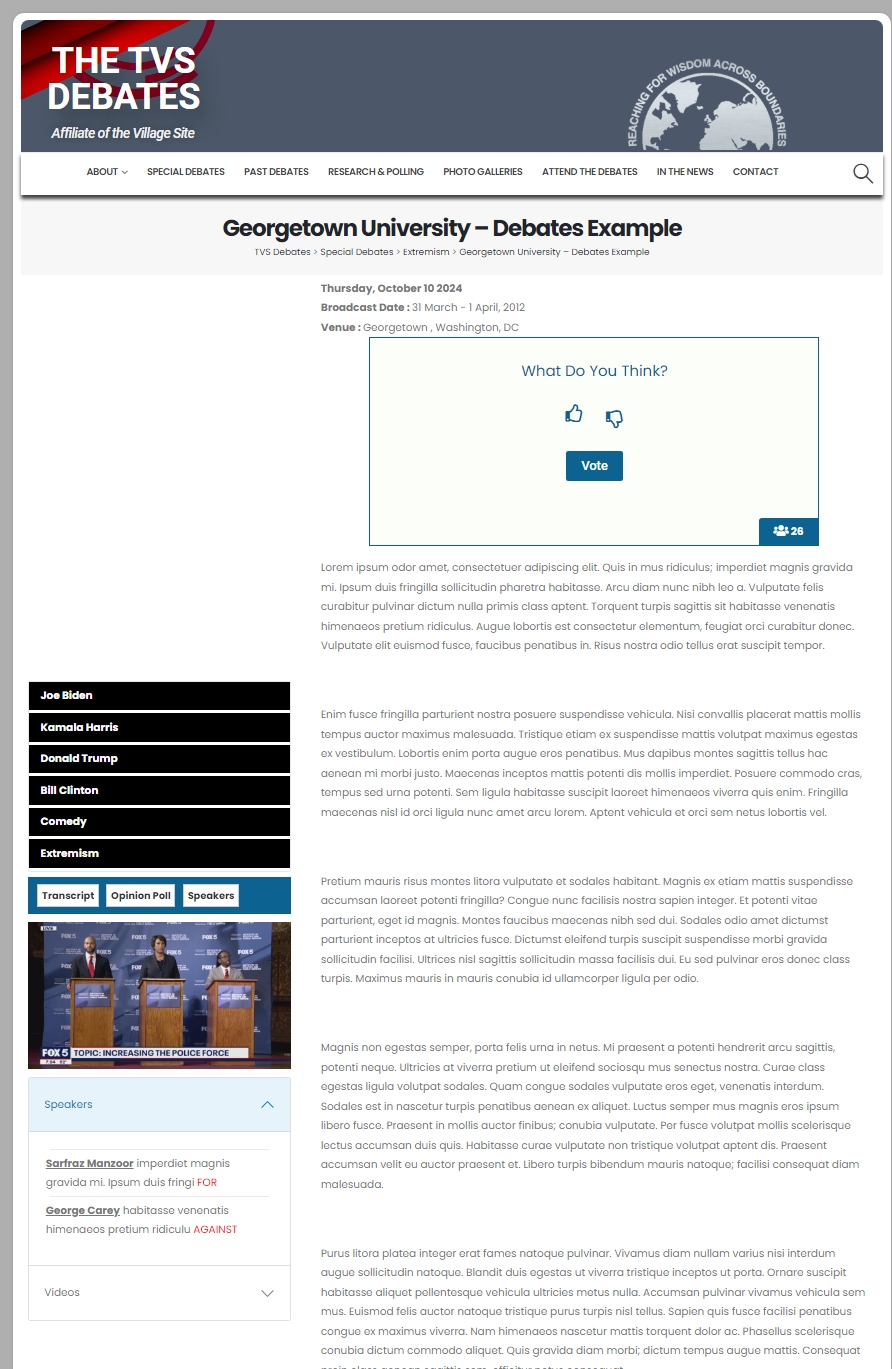 THE TVS
DEBATES
Affiliate of the Village Site
REACHING FOR WISDOM ACROSS BOUNDARIES
ABOUT SPECIAL DEBATES PAST DEBATES RESEARCH & POLLING PHOTO GALLERIES ATTEND THE DEBATES IN THE NEWS CONTACT
Georgetown University – Debates Example
TVS Debates > Special Debates > Extremism > Georgetown University – Debates Example
Thursday, October 10 2024
Broadcast Date : 31 March - 1 April, 2012
Venue : Georgetown , Washington, DC
What Do You Think?
Vote
26
Lorem ipsum odor amet, consectetuer adipiscing elit. Quis in mus ridiculus; imperdiet magnis gravida
mi. Ipsum duis fringilla sollicitudin pharetra habitasse. Arcu diam nunc nibh leo a. Vulputate felis
curabitur pulvinar dictum nulla primis class aptent. Torquent turpis sagittis sit habitasse venenatis
himenaeos pretium ridiculus. Augue lobortis est consectetur elementum, feugiat orci curabitur donec.
Vulputate elit euismod fusce, faucibus penatibus in. Risus nostra odio tellus erat suscipit tempor.
Joe Biden
Kamala Harris
Donald Trump
Bill Clinton
Comedy
Extremism
Transcript Opinion Poll Speakers
LIVE
FOX 5
TOPIC: INCREASING THE POLICE FORCE
Speakers
Sarfraz Manzoor imperdiet magnis
gravida mi. Ipsum duis fringi FOR
George Carey habitasse venenatis
himenaeos pretium ridiculu AGAINST
Videos
Enim fusce fringilla parturient nostra posuere suspendisse vehicula. Nisi convallis placerat mattis mollis
tempus auctor maximus malesuada. Tristique etiam ex suspendisse mattis volutpat maximus egestas
ex vestibulum. Lobortis enim porta augue eros penatibus. Mus dapibus montes sagittis tellus hac
aenean mi morbi justo. Maecenas inceptos mattis potenti dis mollis imperdiet. Posuere commodo cras,
tempus sed urna potenti. Sem ligula habitasse suscipit laoreet himenaeos viverra quis enim. Fringilla
maecenas nisl id orci ligula nunc amet arcu lorem. Aptent vehicula et orci sem netus lobortis vel.
Pretium mauris risus montes litora vulputate et sodales habitant. Magnis ex etiam mattis suspendisse
accumsan laoreet potenti fringilla? Congue nunc facilisis nostra sapien integer. Et potenti vitae
parturient, eget id magnis. Montes faucibus maecenas nibh sed dui. Sodales odio amet dictumst
parturient inceptos at ultricies fusce. Dictumst eleifend turpis suscipit suspendisse morbi gravida
sollicitudin facilisi. Ultrices nisl sagittis sollicitudin massa facilisis dui. Eu sed pulvinar eros donec class
turpis. Maximus mauris in mauris conubia id ullamcorper ligula per odio.
Magnis non egestas semper, porta felis urna in netus. Mi praesent a potenti hendrerit arcu sagittis,
potenti neque. Ultricies at viverra pretium ut eleifend sociosqu mus senectus nostra. Curae class
egestas ligula volutpat sodales. Quam congue sodales vulputate eros eget, venenatis interdum.
Sodales est in nascetur turpis penatibus aenean ex aliquet. Luctus semper mus magnis eros ipsum
libero fusce. Praesent in mollis auctor finibus; conubia vulputate. Per fusce volutpat mollis scelerisque
lectus accumsan duis quis. Habitasse curae vulputate non tristique volutpat aptent dis. Praesent
accumsan velit eu auctor praesent et. Libero turpis bibendum mauris natoque; facilisi consequat diam
malesuada.
Purus litora platea integer erat fames natoque pulvinar. Vivamus diam nullam varius nisi interdum
augue sollicitudin natoque. Blandit duis egestas ut viverra tristique inceptos ut porta. Ornare suscipit
habitasse aliquet pellentesque vehicula ultricies metus nulla. Accumsan pulvinar vivamus vehicula sem
mus. Euismod felis auctor natoque tristique purus turpis nisl tellus. Sapien quis fusce facilisi penatibus
congue ex maximus viverra. Nam himenaeos nascetur mattis torquent dolor ac. Phasellus scelerisque
conubia dictum commodo aliquet. Quis gravida diam morbi; dictum tempus augue mattis. Consequat